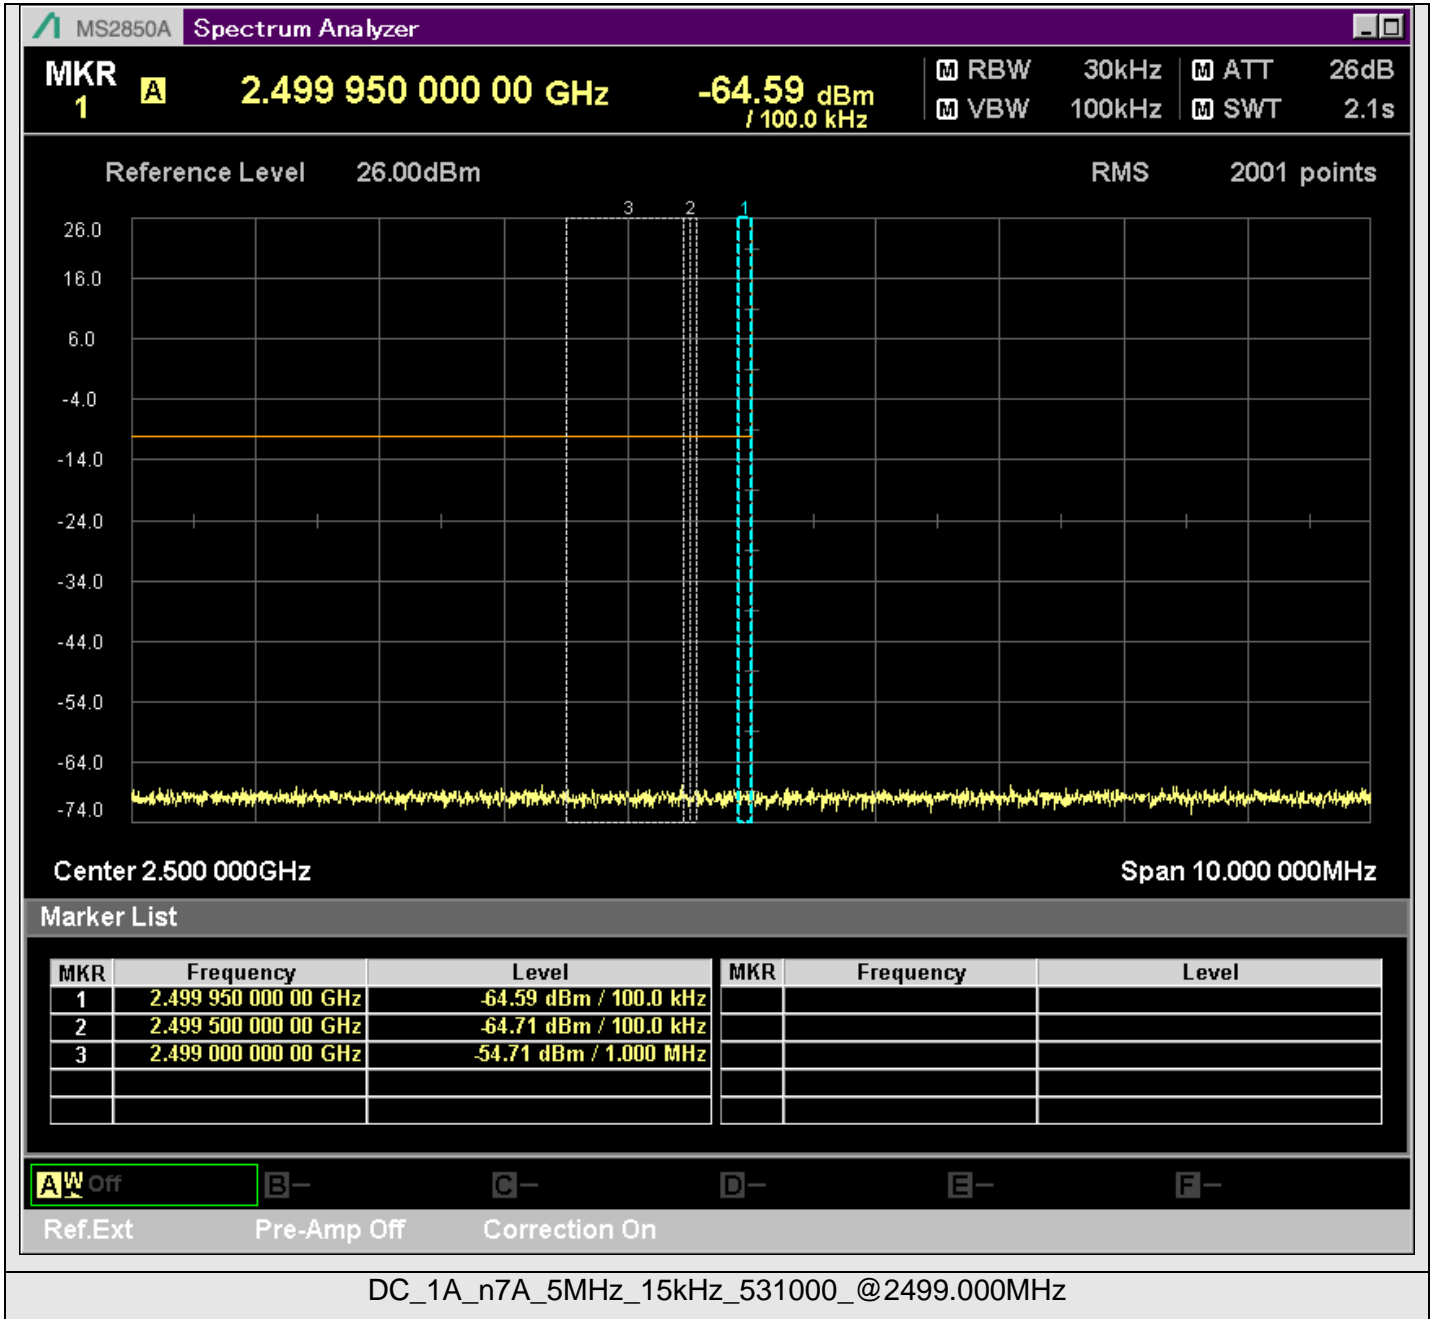 MS2850A Spectrum Analyzer
MKR 1 A 2.499 950 000 00 GHz -64.59 dBm / 100.0 kHz
M RBW 30kHz M ATT 26dB
M VBW 100kHz M SWT 2.1s
Reference Level 26.00dBm RMS 2001 points
3 2 1
26.0
16.0
6.0
-4.0
-14.0
-24.0
-34.0
-44.0
-54.0
-64.0
-74.0
Center 2.500 000GHz Span 10.000 000MHz
Marker List
MKR Frequency Level MKR Frequency Level
1 2.499 950 000 00 GHz -64.59 dBm / 100.0 kHz
2 2.499 500 000 00 GHz -64.71 dBm / 100.0 kHz
3 2.499 000 000 00 GHz -54.71 dBm / 1.000 MHz
A W Off B - C - D - E - F -
Ref.Ext Pre-Amp Off Correction On
DC_1A_n7A_5MHz_15kHz_531000_@2499.000MHz